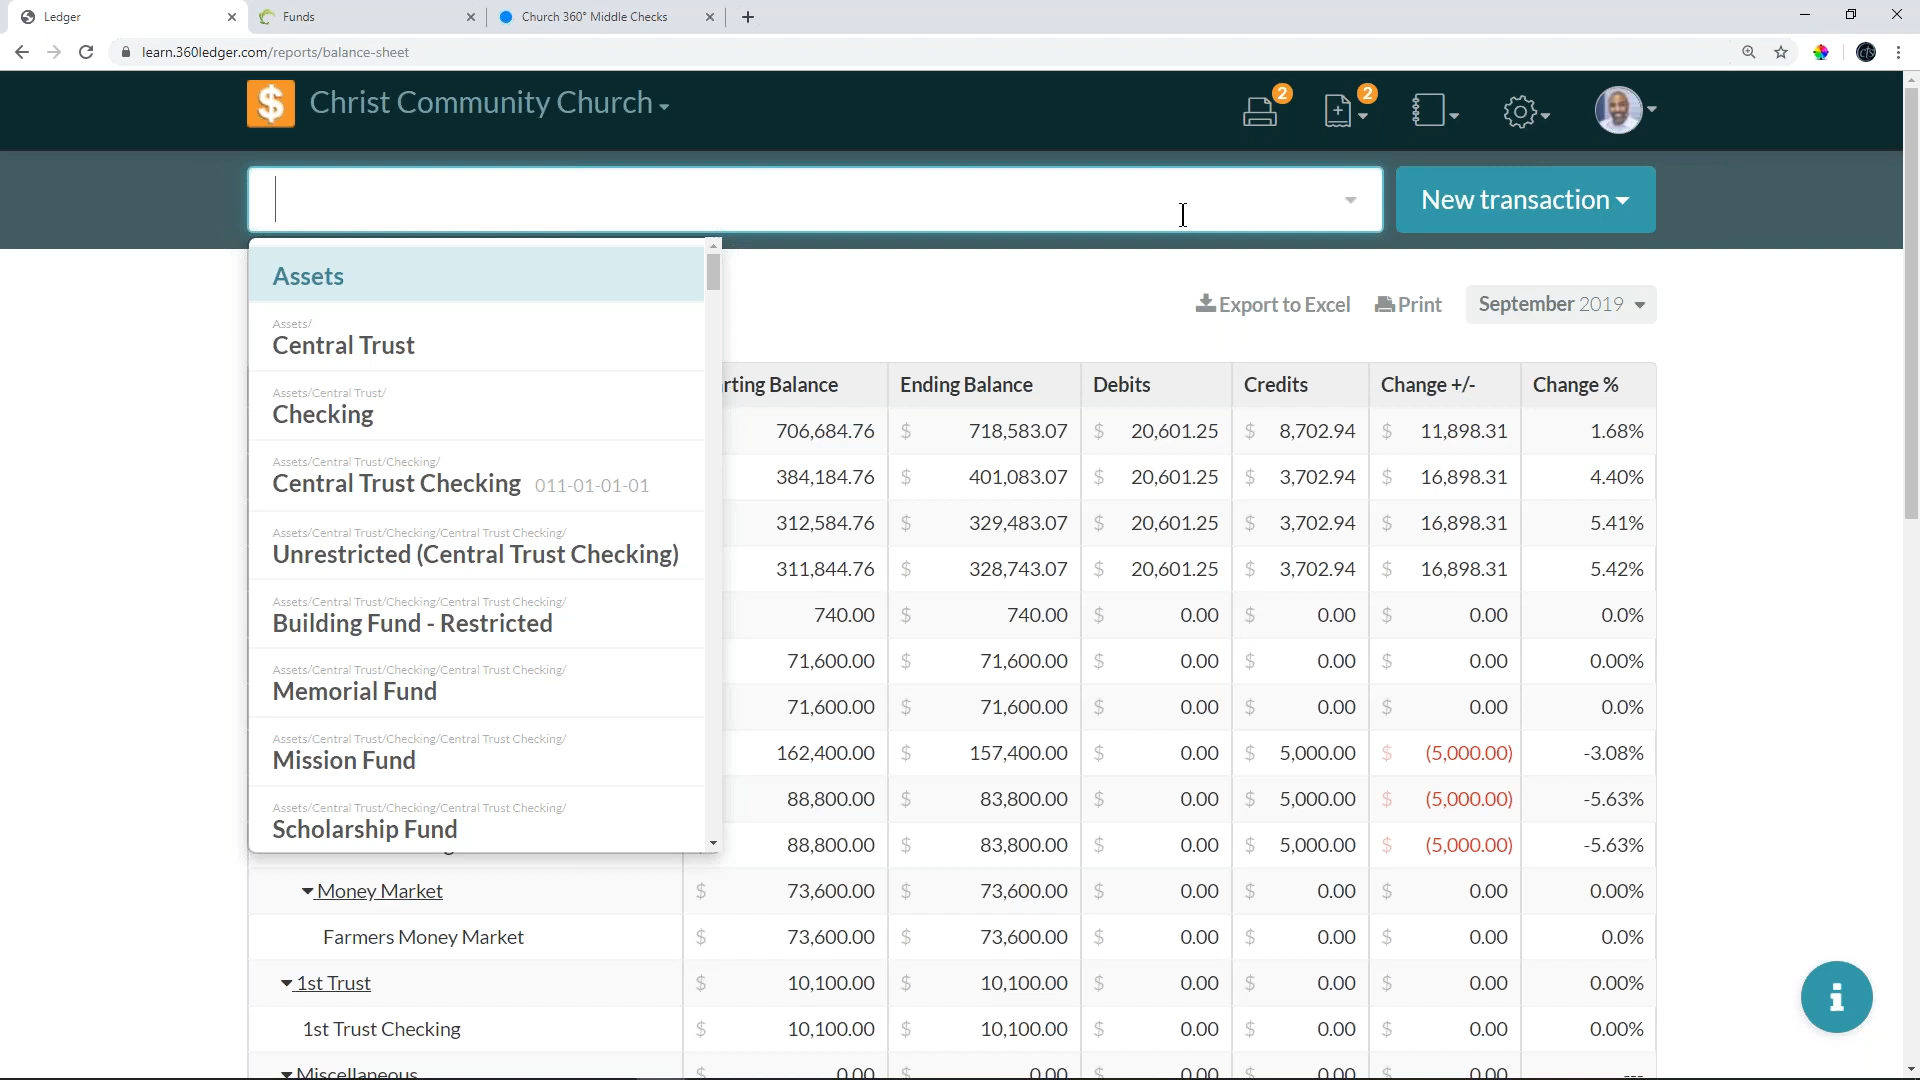 Ledger
Funds
Church 360° Middle Checks
learn.360ledger.com/reports/balance-sheet
$ Christ Community Church
2
2
New transaction
Assets
Export to Excel
Print
September 2019
Assets/
Central Trust
rting Balance Ending Balance Debits Credits Change +/- Change %
Assets/Central Trust/
Checking
706,684.76 $ 718,583.07 $ 20,601.25 $ 8,702.94 $ 11,898.31 1.68%
Assets/Central Trust/Checking/
Central Trust Checking 011-01-01-01
384,184.76 $ 401,083.07 $ 20,601.25 $ 3,702.94 $ 16,898.31 4.40%
312,584.76 $ 329,483.07 $ 20,601.25 $ 3,702.94 $ 16,898.31 5.41%
Assets/Central Trust/Checking/Central Trust Checking/
Unrestricted (Central Trust Checking)
311,844.76 $ 328,743.07 $ 20,601.25 $ 3,702.94 $ 16,898.31 5.42%
Assets/Central Trust/Checking/Central Trust Checking/
Building Fund - Restricted
740.00 $ 740.00 $ 0.00 $ 0.00 $ 0.00 0.0%
71,600.00 $ 71,600.00 $ 0.00 $ 0.00 $ 0.00 0.00%
Assets/Central Trust/Checking/Central Trust Checking/
Memorial Fund
71,600.00 $ 71,600.00 $ 0.00 $ 0.00 $ 0.00 0.0%
Assets/Central Trust/Checking/Central Trust Checking/
Mission Fund
162,400.00 $ 157,400.00 $ 0.00 $ 5,000.00 $ (5,000.00) -3.08%
88,800.00 $ 83,800.00 $ 0.00 $ 5,000.00 $ (5,000.00) -5.63%
Assets/Central Trust/Checking/Central Trust Checking/
Scholarship Fund
88,800.00 $ 83,800.00 $ 0.00 $ 5,000.00 $ (5,000.00) -5.63%
Money Market $ 73,600.00 $ 73,600.00 $ 0.00 $ 0.00 $ 0.00 0.00%
Farmers Money Market $ 73,600.00 $ 73,600.00 $ 0.00 $ 0.00 $ 0.00 0.0%
1st Trust $ 10,100.00 $ 10,100.00 $ 0.00 $ 0.00 $ 0.00 0.00%
1st Trust Checking $ 10,100.00 $ 10,100.00 $ 0.00 $ 0.00 $ 0.00 0.00%
Miscellaneous $ 0.00 $ 0.00 $ 0.00 $ 0.00 $ 0.00 ---